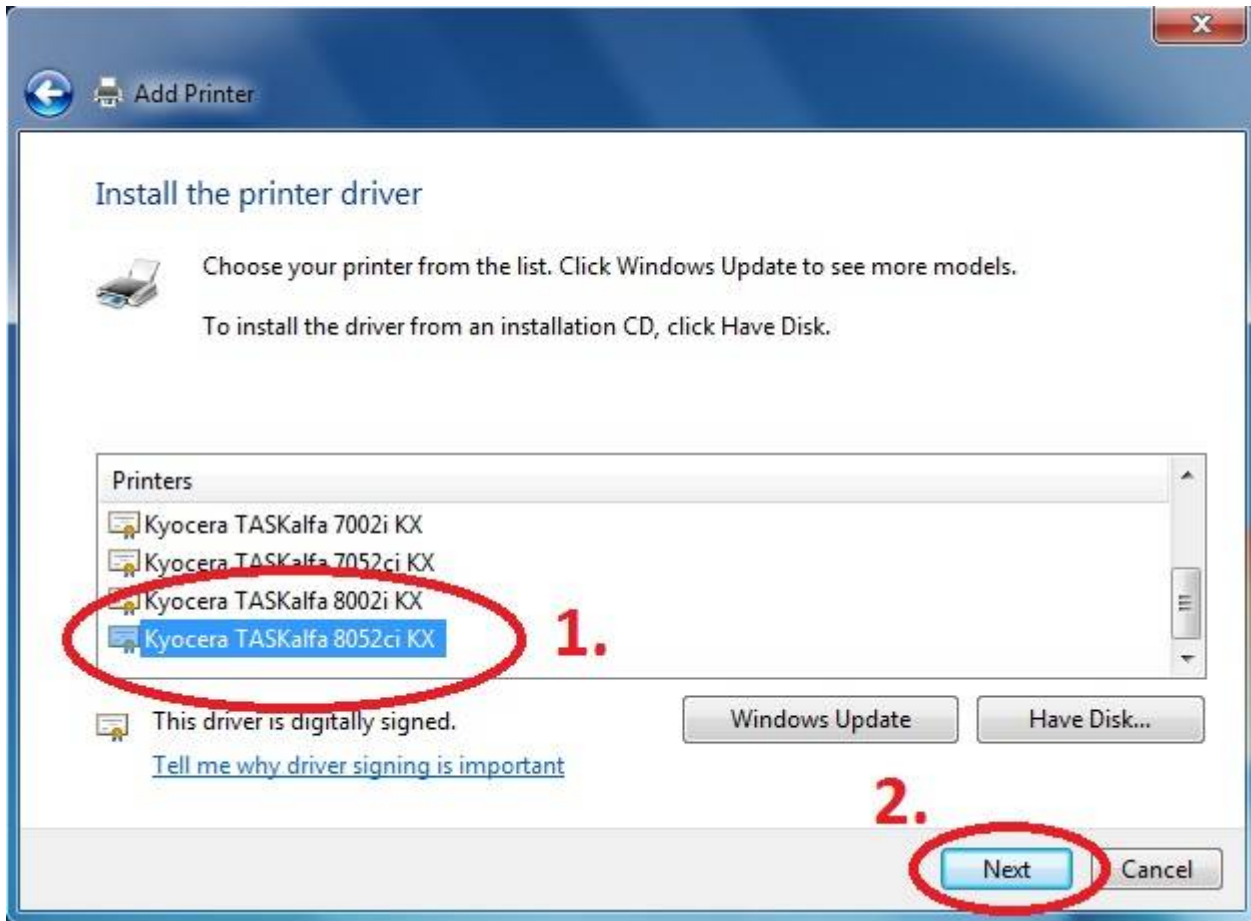 Add Printer
Install the printer driver
Choose your printer from the list. Click Windows Update to see more models.
To install the driver from an installation CD, click Have Disk.
Printers
Kyocera TASKalfa 7002i KX
Kyocera TASKalfa 7052ci KX
Kyocera TASKalfa 8002i KX
Kyocera TASKalfa 8052ci KX
1.
This driver is digitally signed.
Windows Update
Have Disk...
Tell me why driver signing is important
2.
Next
Cancel